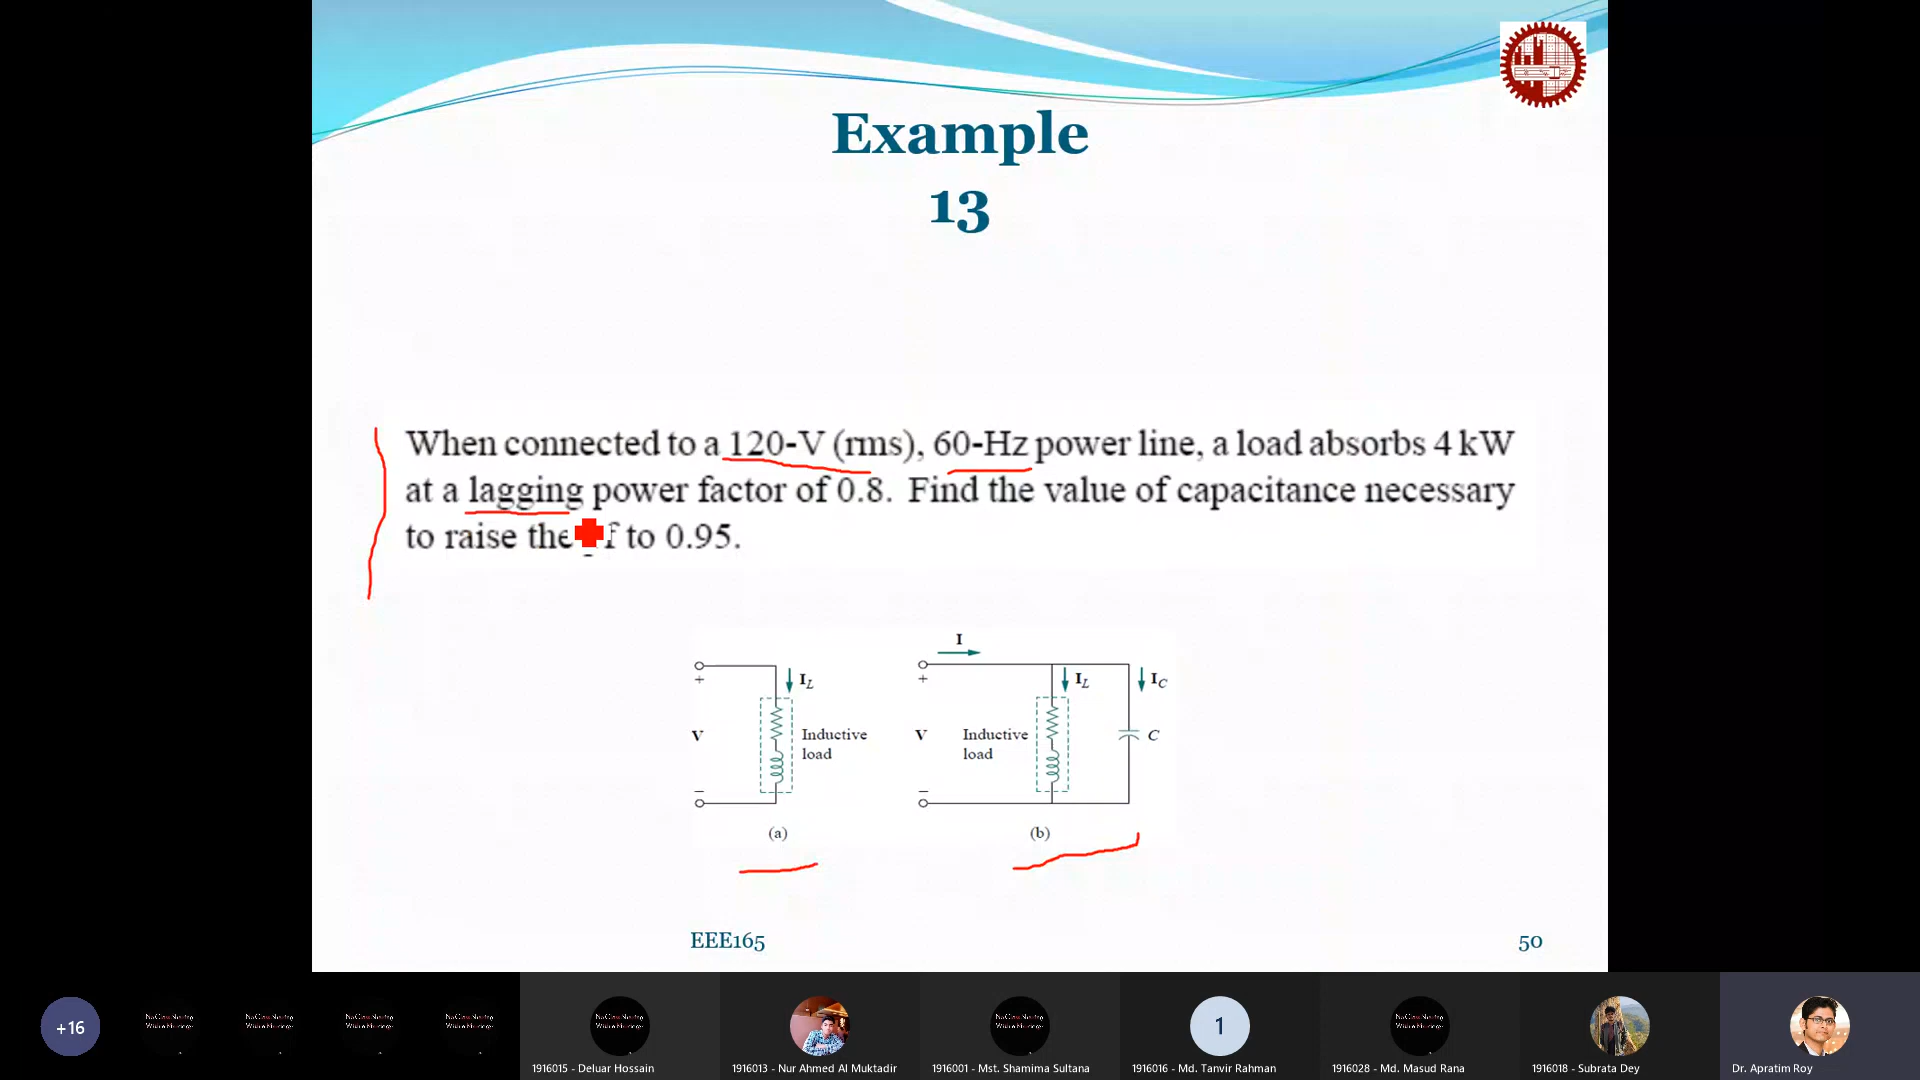 Example
13
When connected to a 120-V (rms), 60-Hz power line, a load absorbs 4 kW
at a lagging power factor of 0.8. Find the value of capacitance necessary
to raise the to 0.95.
I
+
I_L
V
Inductive
load
−
(a)
+
I_L
I_C
V
Inductive
load
C
−
(b)
EEE165
50
+16
1
1916015 - Deluar Hossain
1916013 - Nur Ahmed Al Muktadir
1916001 - Mst. Shamima Sultana
1916016 - Md. Tanvir Rahman
1916028 - Md. Masud Rana
1916018 - Subrata Dey
Dr. Apratim Roy